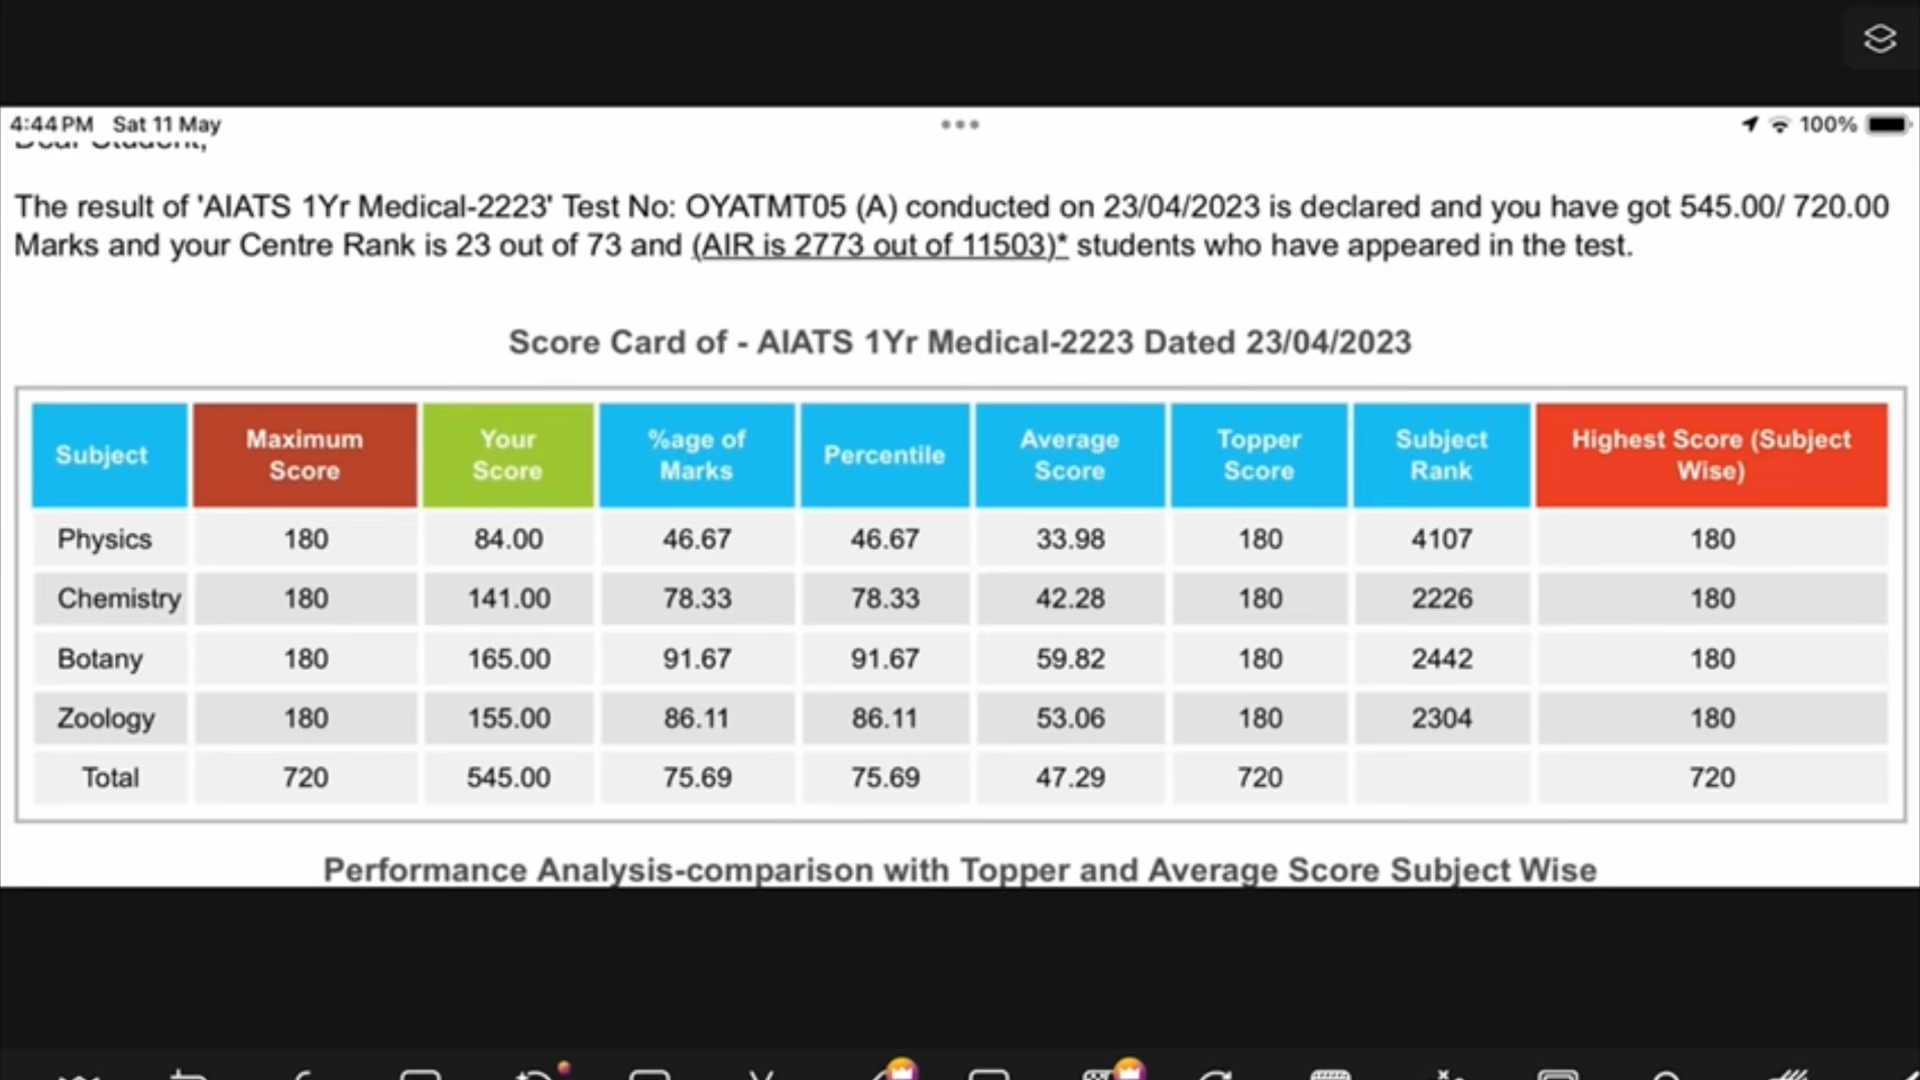 4:44 PM Sat 11 May
100%
Dear Student,
The result of 'AIATS 1Yr Medical-2223' Test No: OYATMT05 (A) conducted on 23/04/2023 is declared and you have got 545.00/ 720.00
Marks and your Centre Rank is 23 out of 73 and (AIR is 2773 out of 11503)* students who have appeared in the test.
Score Card of - AIATS 1Yr Medical-2223 Dated 23/04/2023
Subject Maximum Score Your Score %age of Marks Percentile Average Score Topper Score Subject Rank Highest Score (Subject Wise)
Physics 180 84.00 46.67 46.67 33.98 180 4107 180
Chemistry 180 141.00 78.33 78.33 42.28 180 2226 180
Botany 180 165.00 91.67 91.67 59.82 180 2442 180
Zoology 180 155.00 86.11 86.11 53.06 180 2304 180
Total 720 545.00 75.69 75.69 47.29 720 720
Performance Analysis-comparison with Topper and Average Score Subject Wise